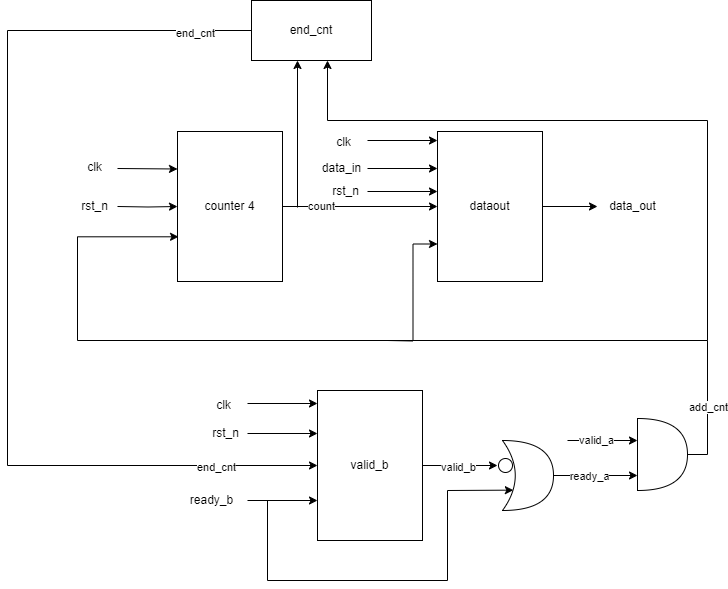 end_cnt
end_cnt
clk
rst_n
counter 4
count
clk
data_in
rst_n
dataout
data_out
add_cnt
clk
rst_n
end_cnt
ready_b
valid_b
valid_b
valid_a
ready_a